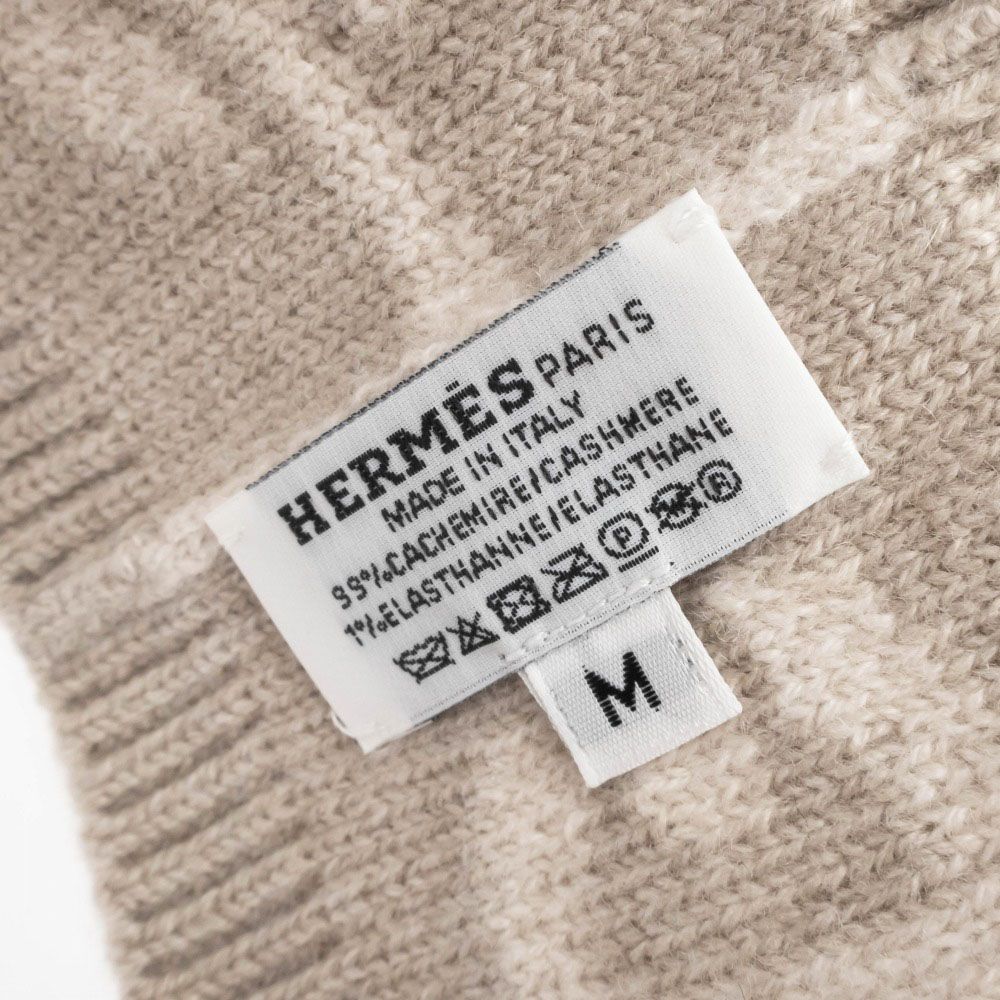 HERMÈS PARIS
MADE IN ITALY
99%CACHEMIRE/CASHMERE
1%ELASTHANNE/ELASTHANE
P R
M